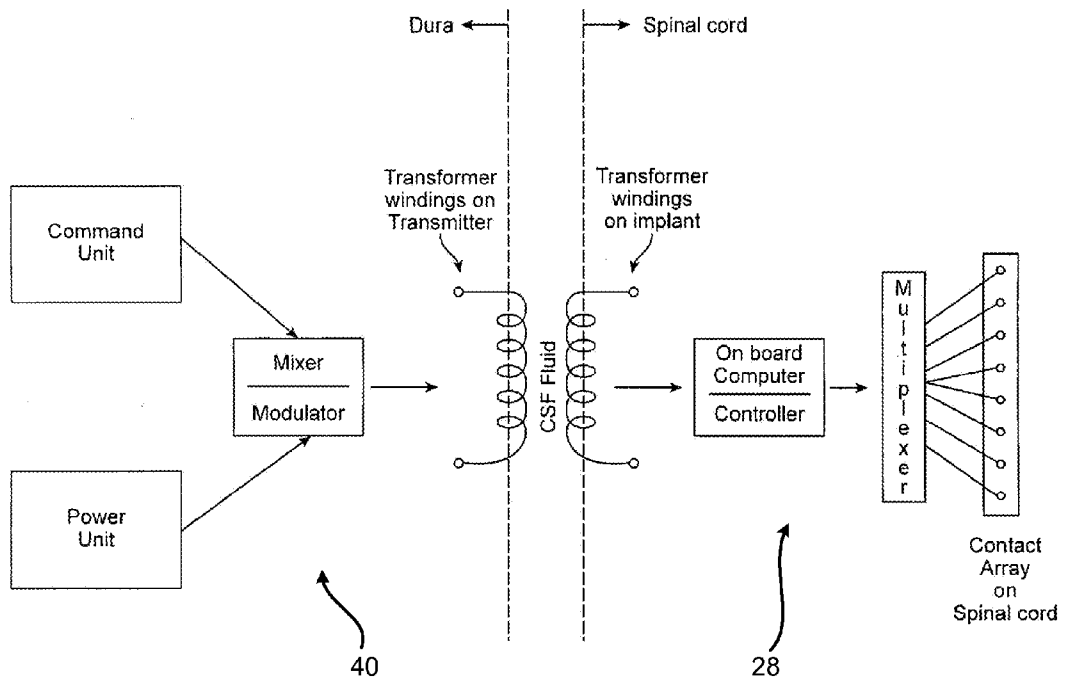 Dura
Spinal cord
Transformer
windings on
Transmitter
Transformer
windings
on implant
Command
Unit
Mixer
Modulator
CSF Fluid
On board
Computer
Controller
Multiplexer
Power
Unit
Contact
Array
on
Spinal cord
40
28